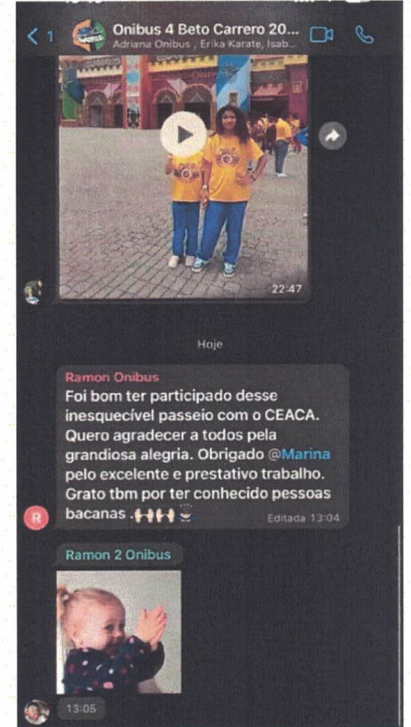 1
Onibus 4 Beto Carrero 20...
Adriana Onibus , Erika Karate, Isab...
22:47
Hoje
Ramon Onibus
Foi bom ter participado desse
inesquecível passeio com o CEACA.
Quero agradecer a todos pela
grandiosa alegria. Obrigado @Marina
pelo excelente e prestativo trabalho.
Grato tbm por ter conhecido pessoas
bacanas .🙌🏻🙌🏻
Editada 13:04
R
Ramon 2 Onibus
13:05